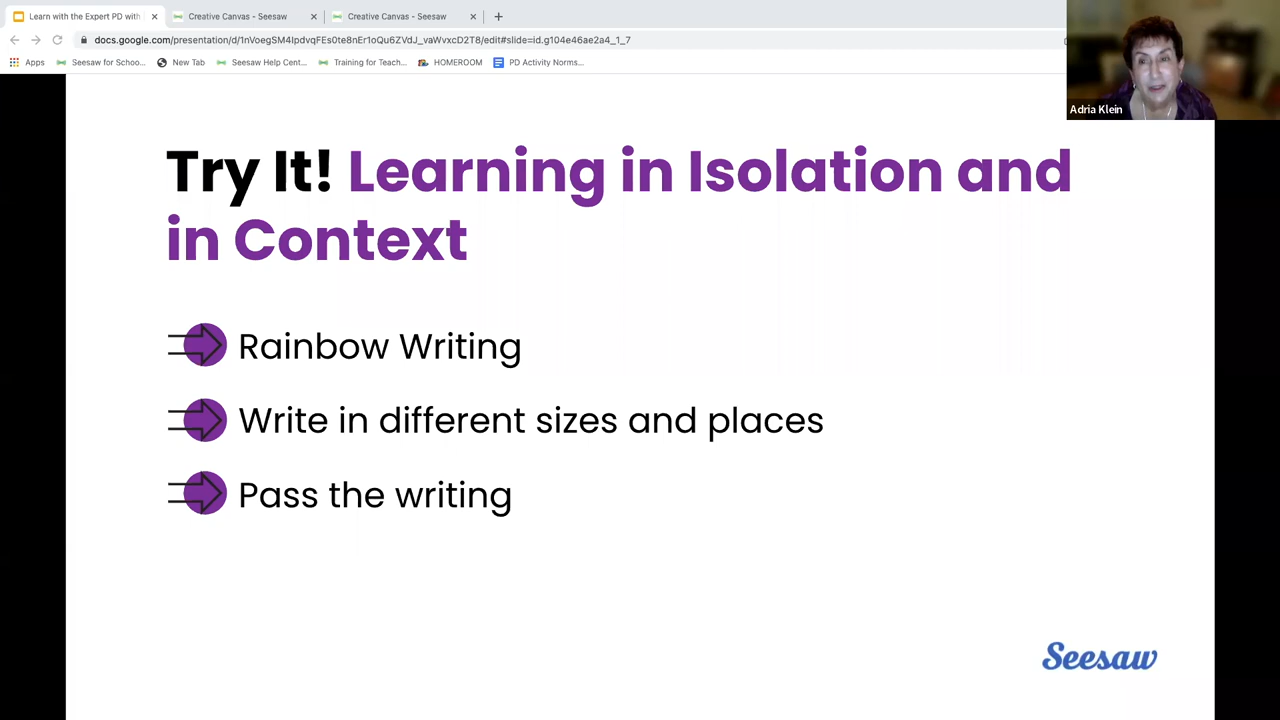 Learn with the Expert PD with
Creative Canvas - Seesaw
Creative Canvas - Seesaw
docs.google.com/presentation/d/1nVoegSM4IpdvqFEs0te8nEr1oQu6ZVdJ_vaWvxcD2T8/edit#slide=id.g104e46ae2a4_1_7
Apps
Seesaw for Schoo...
New Tab
Seesaw Help Cent...
Training for Teach...
HOMEROOM
PD Activity Norms...
Adria Klein
Try It! Learning in Isolation and
in Context
Rainbow Writing
Write in different sizes and places
Pass the writing
Seesaw